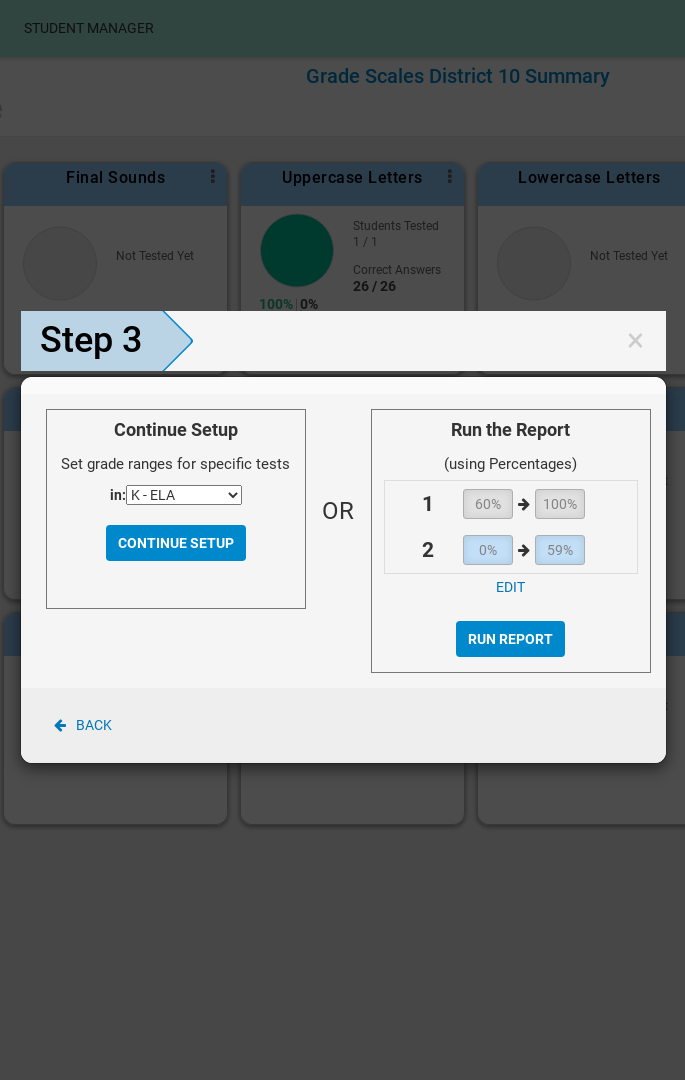 STUDENT MANAGER
Grade Scales District 10 Summary
Final Sounds
Uppercase Letters
Lowercase Letters
Not Tested Yet
Students Tested
1 / 1
Correct Answers
26 / 26
100% | 0%
Not Tested Yet
Step 3
×
Continue Setup
Set grade ranges for specific tests
in: K - ELA
CONTINUE SETUP
OR
Run the Report
(using Percentages)
1 60% 100%
2 0% 59%
EDIT
RUN REPORT
BACK